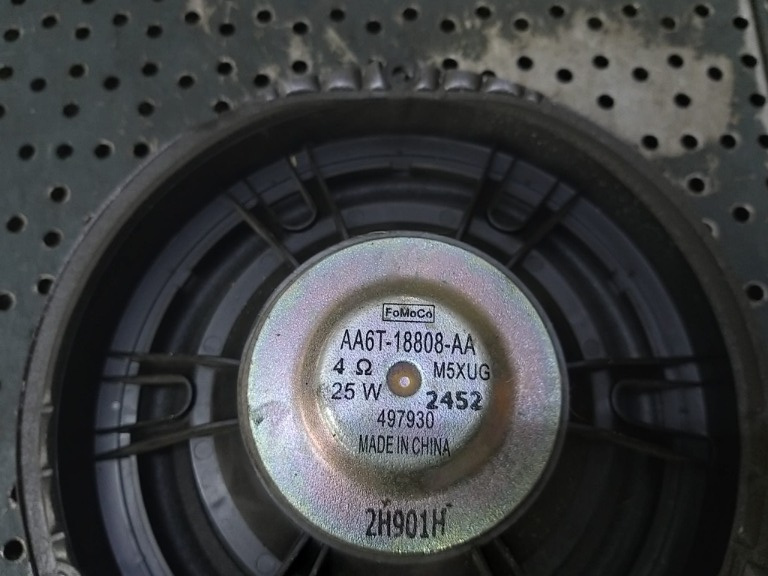 FoMoCo
AA6T-18808-AA
4 Ω M5XUG
25 W 2452
497930
MADE IN CHINA
2H901H